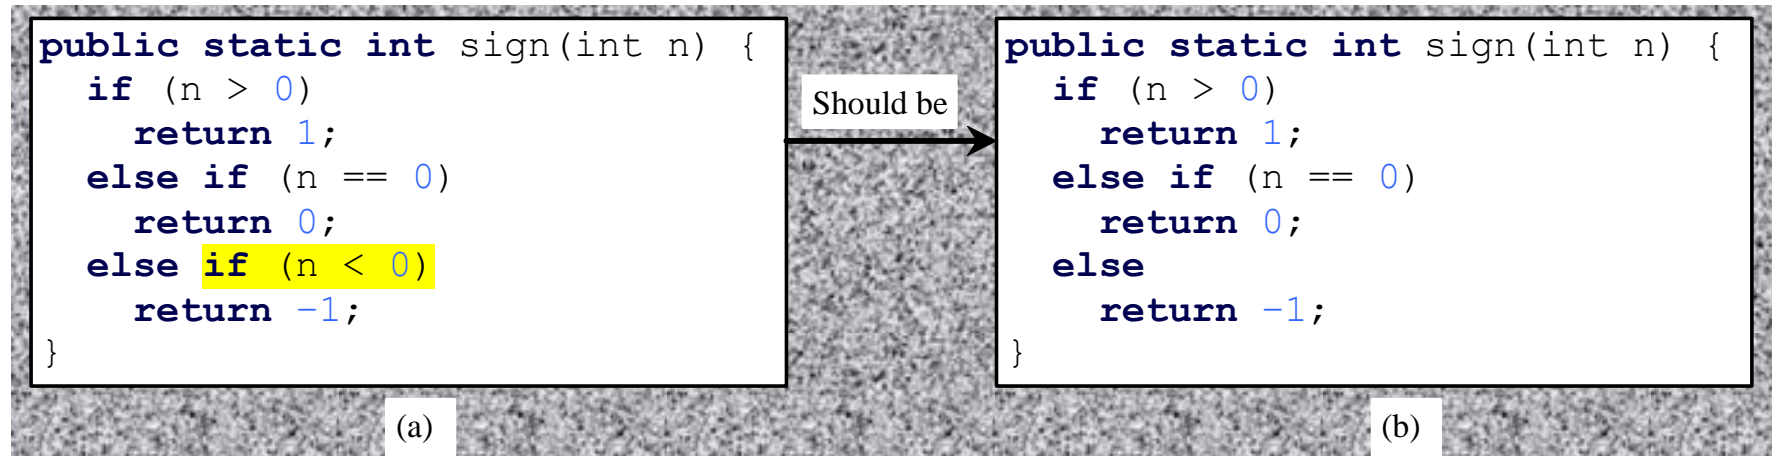 public static int sign(int n) {
  if (n > 0)
    return 1;
  else if (n == 0)
    return 0;
  else if (n < 0)
    return -1;
}
(a)
Should be
public static int sign(int n) {
  if (n > 0)
    return 1;
  else if (n == 0)
    return 0;
  else
    return -1;
}
(b)